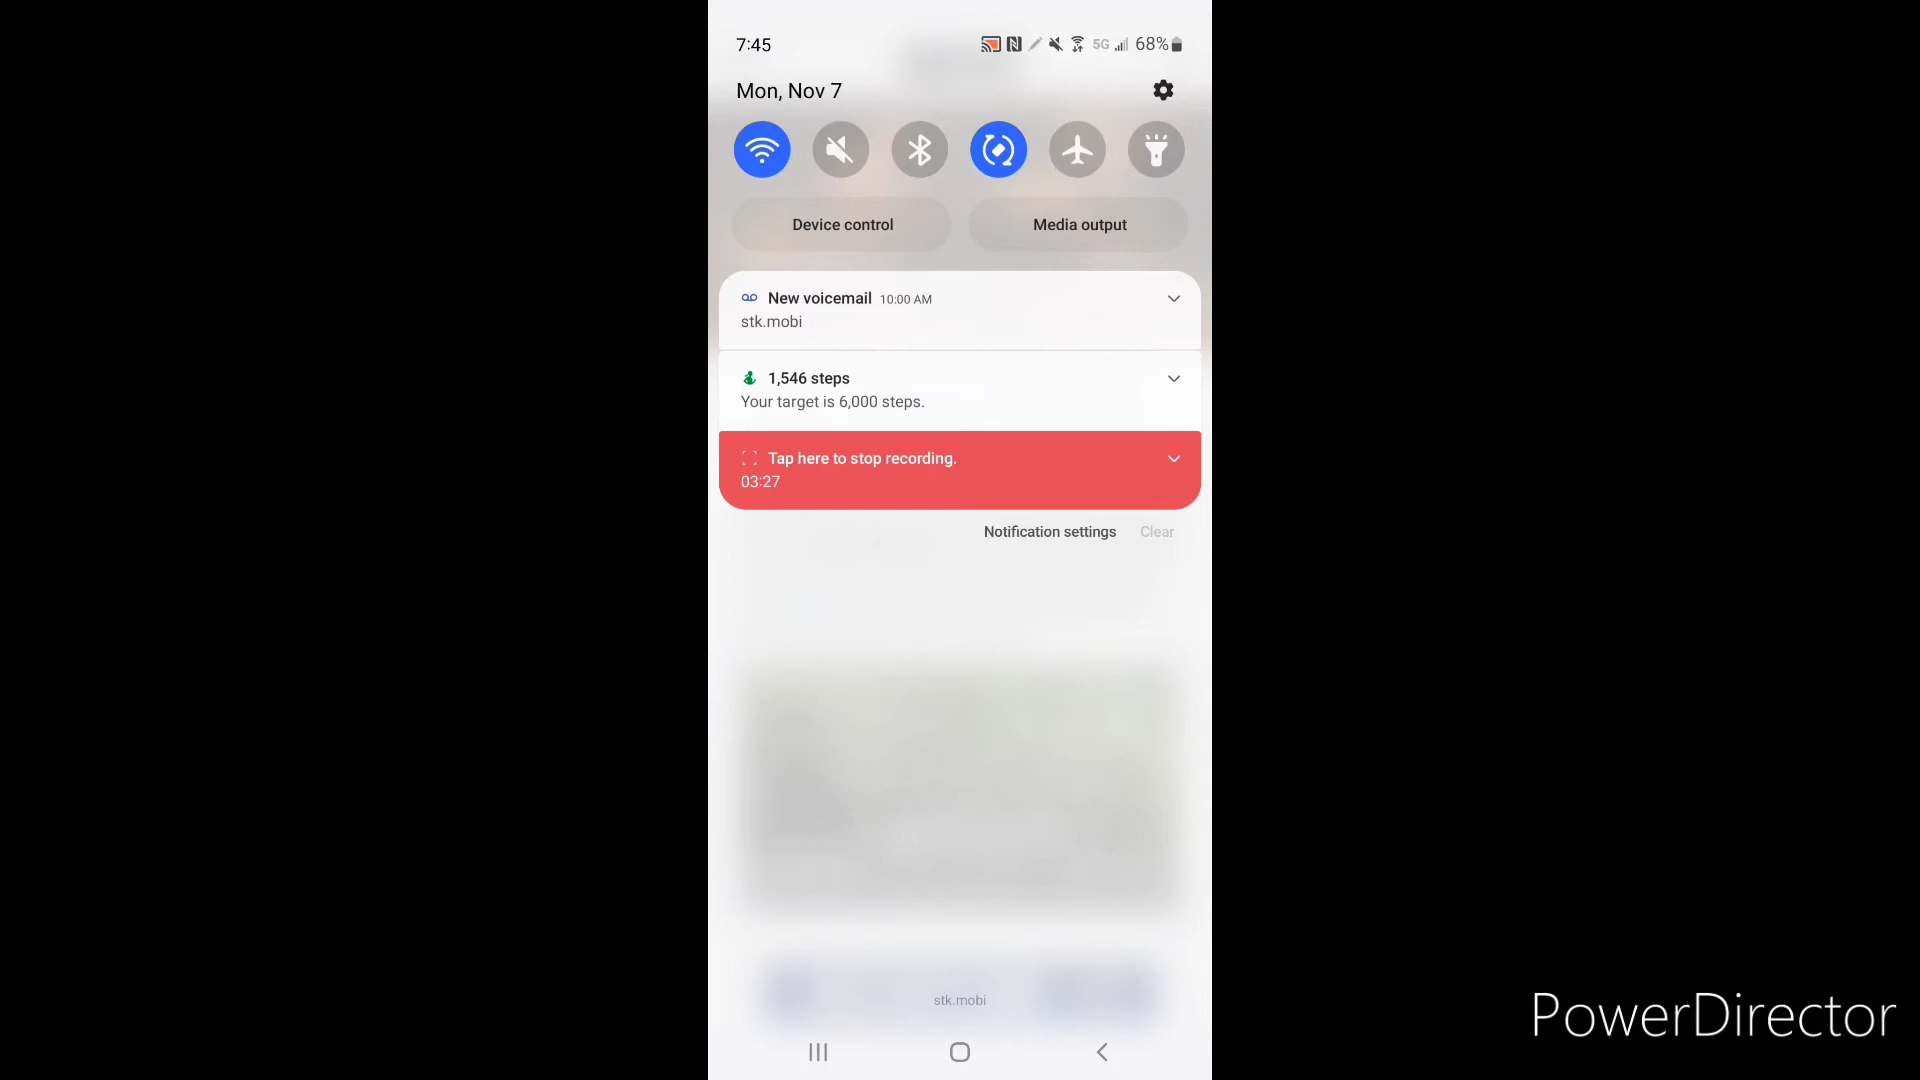 7:45
5G
68%
Mon, Nov 7
Device control
Media output
New voicemail 10:00 AM
stk.mobi
1,546 steps
Your target is 6,000 steps.
Tap here to stop recording.
03:27
Notification settings
Clear
stk.mobi
PowerDirector